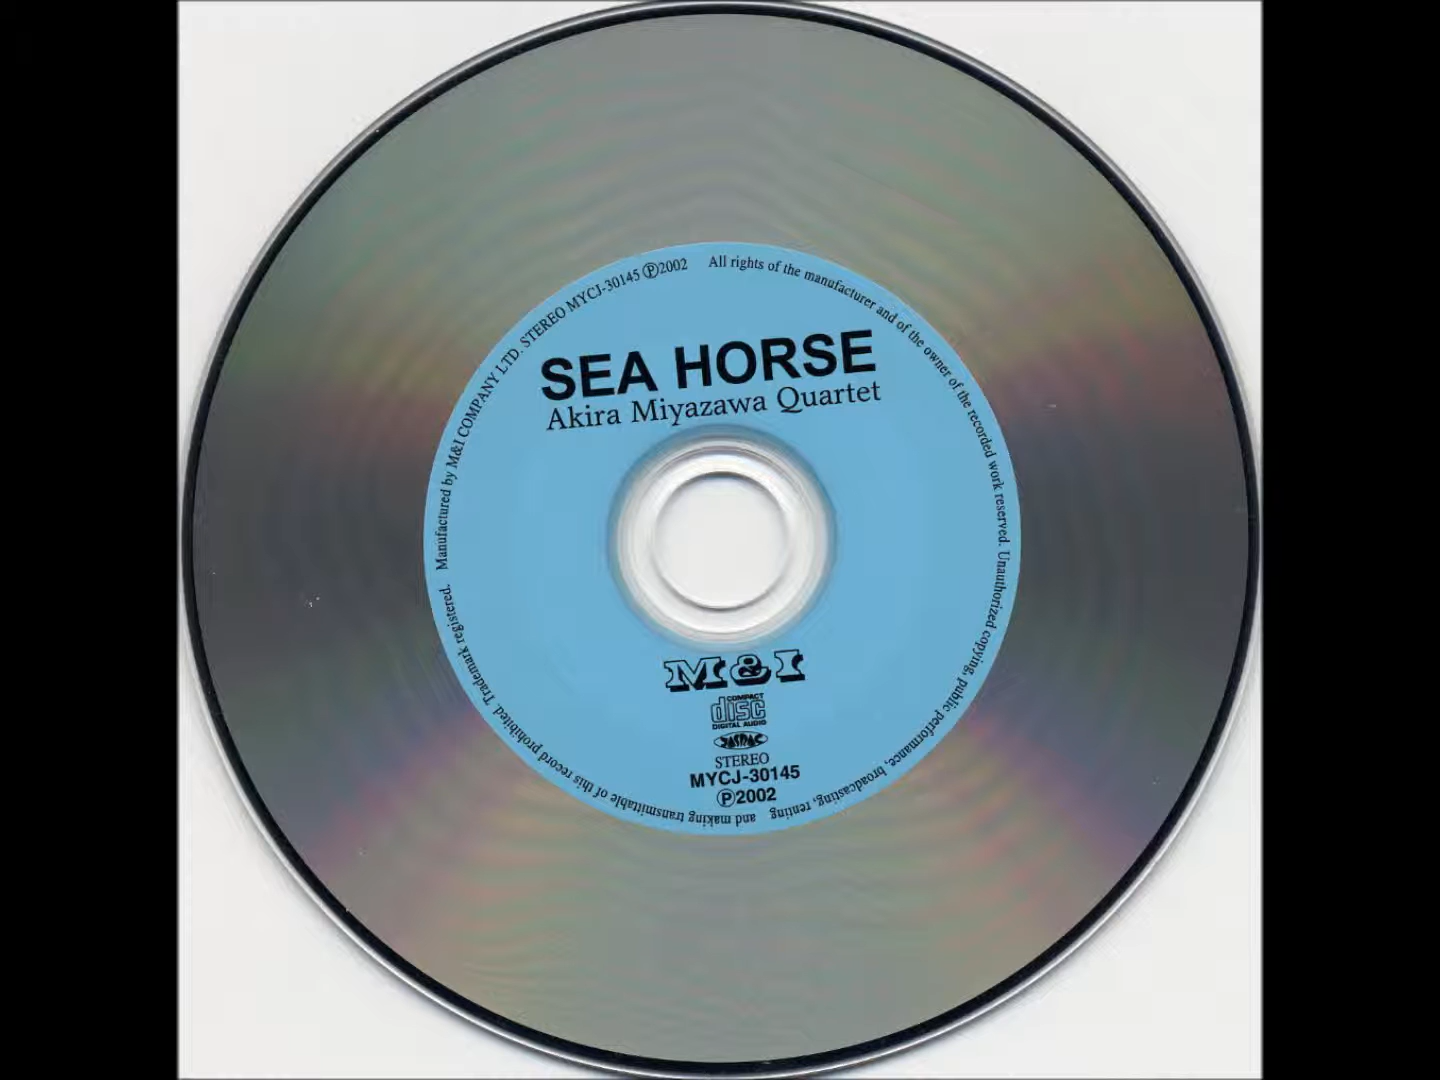 SEA HORSE
Akira Miyazawa Quartet
M&I
COMPACT
disc
DIGITAL AUDIO
JASRAC
STEREO
MYCJ-30145
Ⓟ2002
Manufactured by M&I COMPANY LTD. STEREO MYCJ-30145 Ⓟ2002 All rights of the manufacturer and of the owner of the recorded work reserved. Unauthorized copying, public performance, broadcasting, renting, and making transmittable of this record prohibited. Trademark registered.